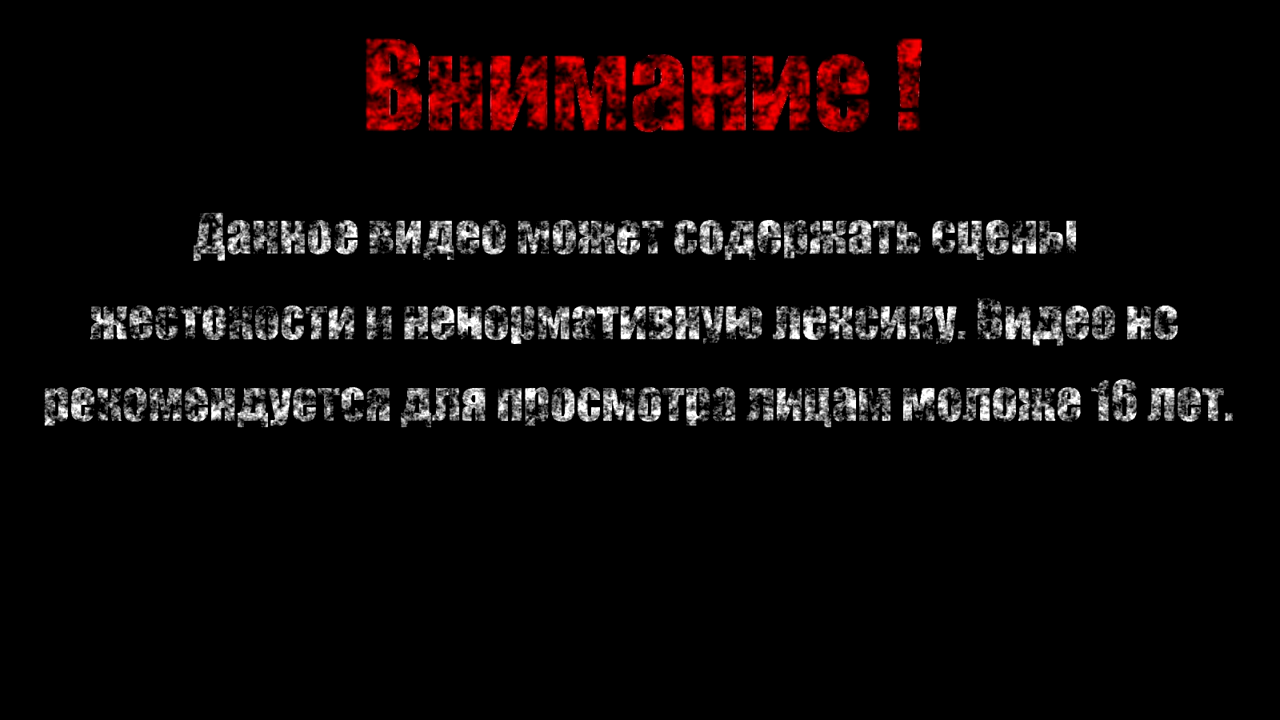 Внимание !
Данное видео может содержать сцены
жестокости и ненормативную лексику. Видео не
рекомендуется для просмотра лицам моложе 16 лет.